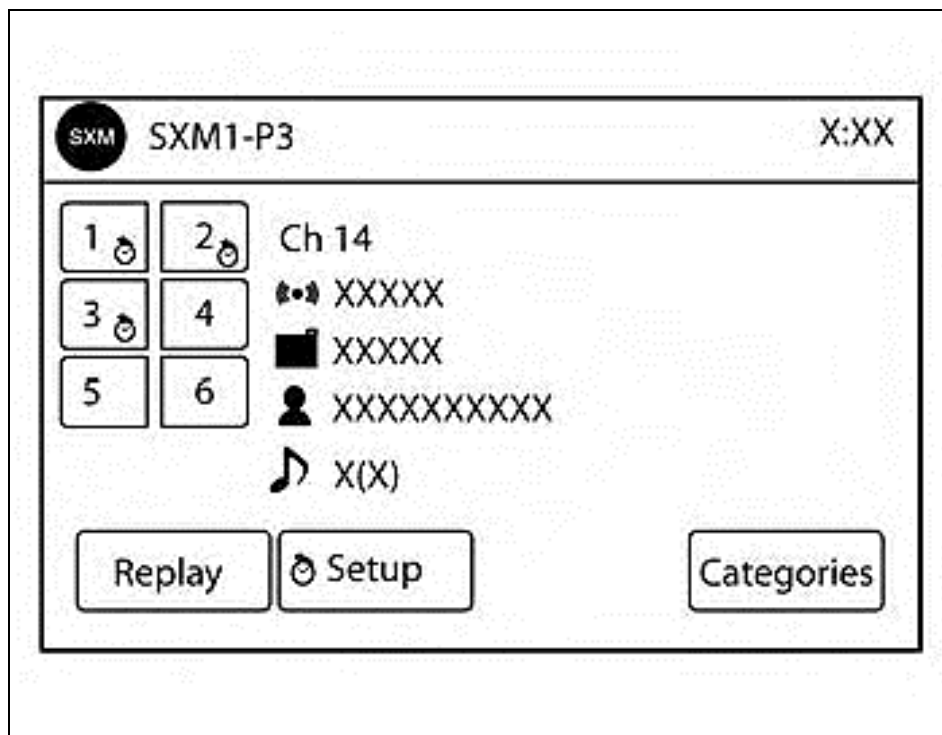 SXM SXM1-P3 X:XX
1 2 Ch 14
XXXXX
3 4
XXXXX
5 6
XXXXXXXXXX
X(X)
Replay Setup Categories